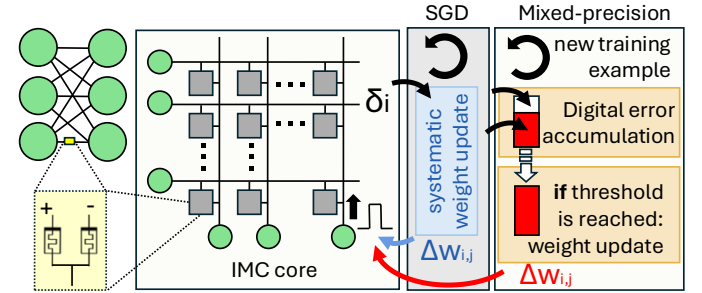 SGD
Mixed-precision
new training
example
δi
systematic
weight update
Digital error
accumulation
if threshold
is reached:
weight update
+ -
IMC core
Δwi,j
Δwi,j